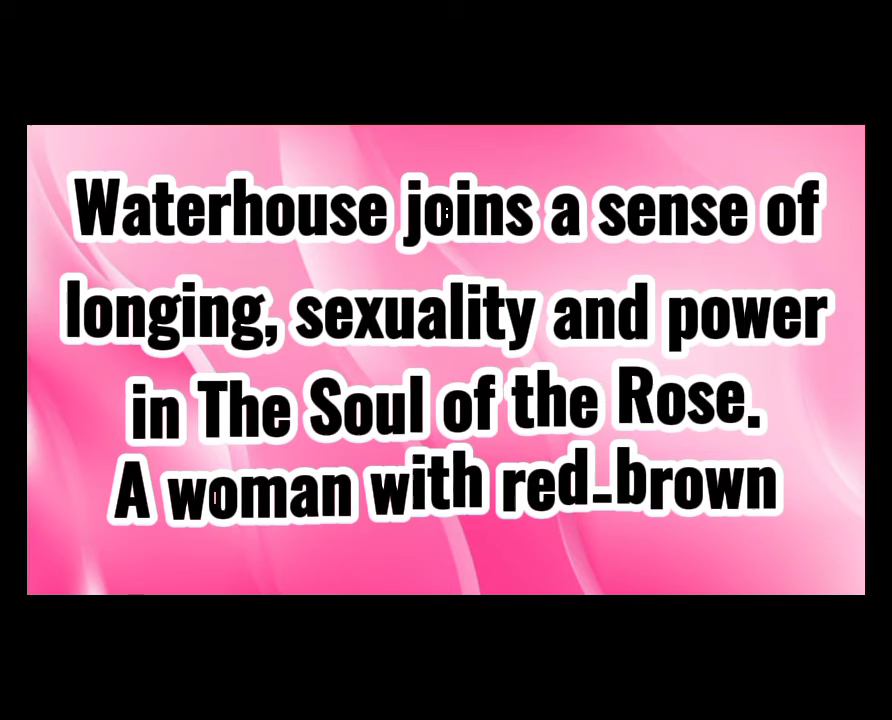 Waterhouse joins a sense of
longing, sexuality and power
in The Soul of the Rose.
A woman with red-brown